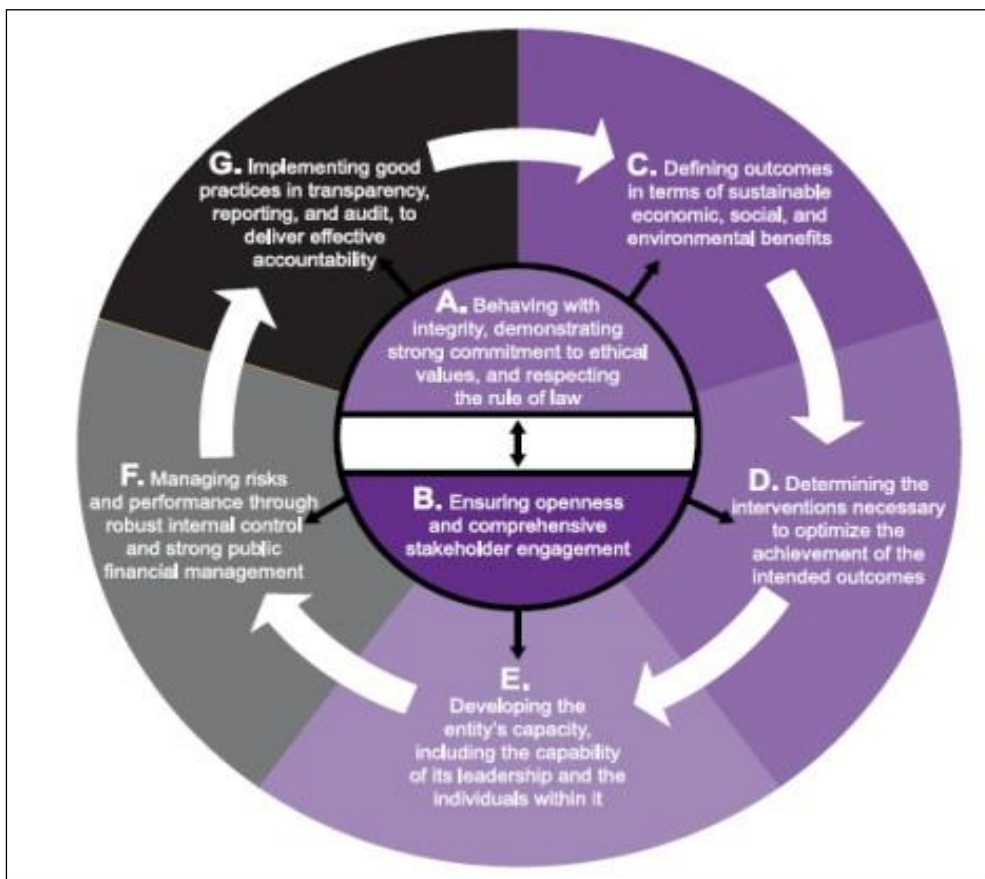 G. Implementing good
practices in transparency,
reporting, and audit, to
deliver effective
accountability
C. Defining outcomes
in terms of sustainable
economic, social, and
environmental benefits
A. Behaving with
integrity, demonstrating
strong commitment to ethical
values, and respecting
the rule of law
B. Ensuring openness
and comprehensive
stakeholder engagement
F. Managing risks
and performance through
robust internal control
and strong public
financial management
D. Determining the
interventions necessary
to optimize the
achievement of the
intended outcomes
E.
Developing the
entity's capacity,
including the capability
of its leadership and the
individuals within it